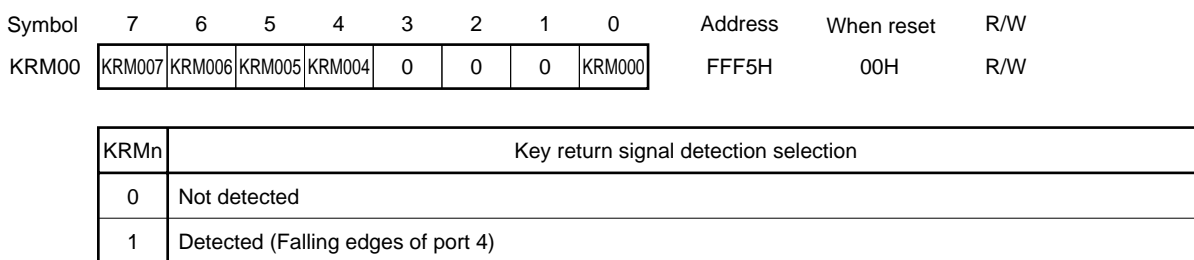 Symbol 7 6 5 4 3 2 1 0 Address When reset R/W
KRM00 KRM007 KRM006 KRM005 KRM004 0 0 0 KRM000 FFF5H 00H R/W
KRMn Key return signal detection selection
0 Not detected
1 Detected (Falling edges of port 4)